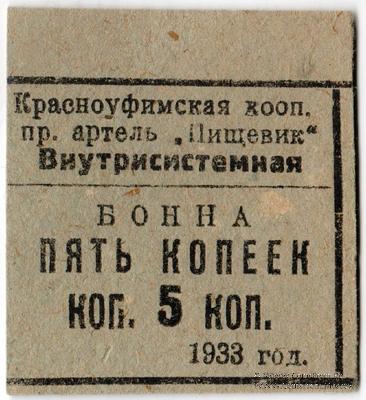 Красноуфимская кооп.
пр. артель „Пищевик“
Внутрисистемная
БОННА
ПЯТЬ КОПЕЕК
КОП. 5 КОП.
1933 год.